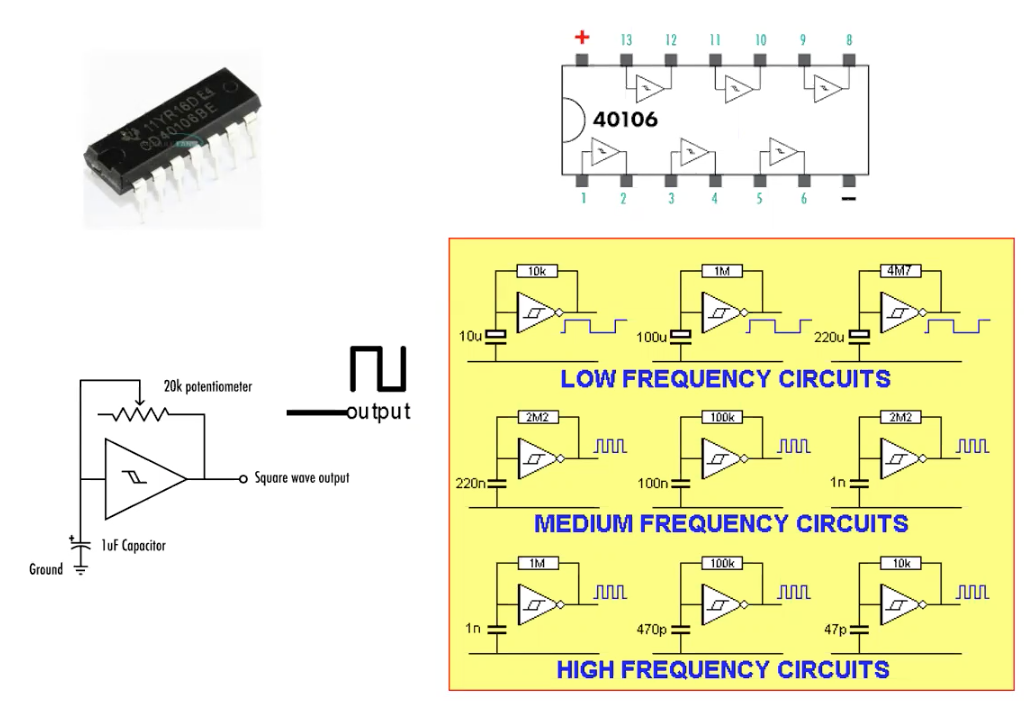 11YR18D E4
CD40106BE
+ 13 12 11 10 9 8
40106
1 2 3 4 5 6 −
20k potentiometer
output
Square wave output
+
1uF Capacitor
Ground
10k 1M 4M7
10u 100u 220u
LOW FREQUENCY CIRCUITS
2M2 100k 2M2
220n 100n 1n
MEDIUM FREQUENCY CIRCUITS
1M 100k 10k
1n 470p 47p
HIGH FREQUENCY CIRCUITS